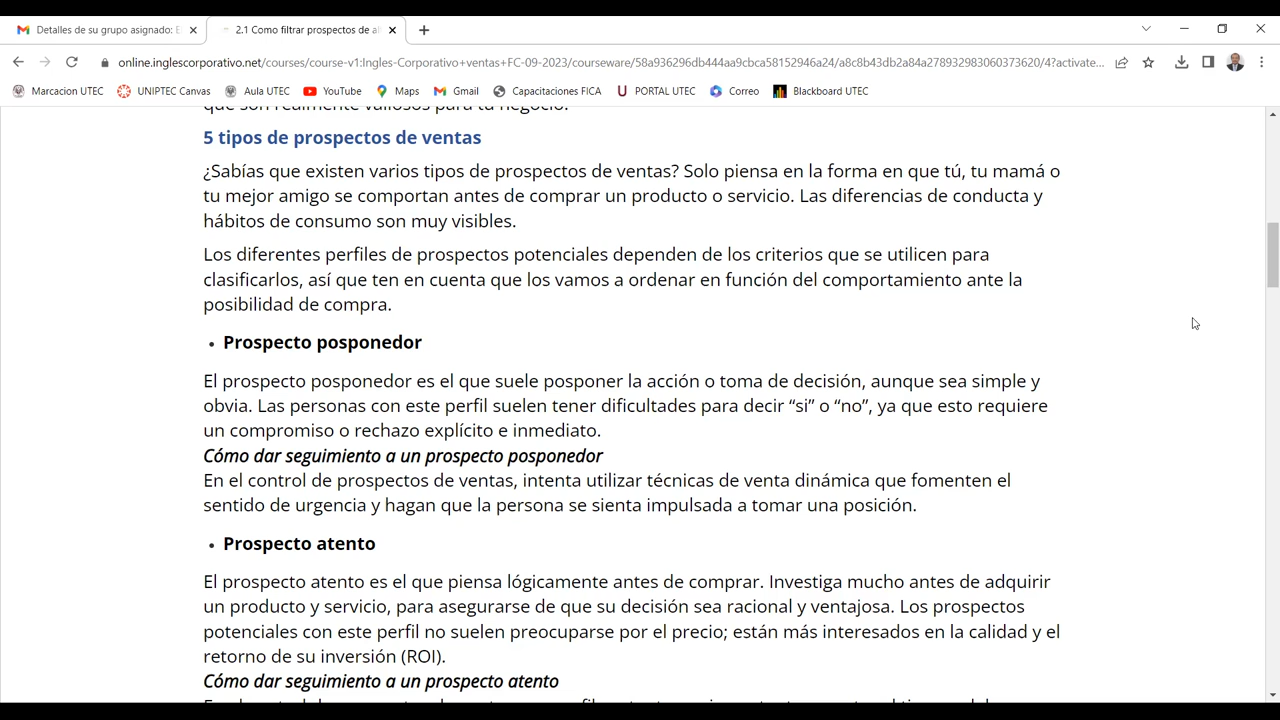 Detalles de su grupo asignado: E
2.1 Como filtrar prospectos de al
online.inglescorporativo.net/courses/course-v1:Ingles-Corporativo+ventas+FC-09-2023/courseware/58a936296db444aa9cbca58152946a24/a8c8b43db2a84a278932983060373620/4?activate...
Marcacion UTEC
UNIPTEC Canvas
Aula UTEC
YouTube
Maps
Gmail
Capacitaciones FICA
PORTAL UTEC
Correo
Blackboard UTEC
que son realmente valiosos para tu negocio.
5 tipos de prospectos de ventas
¿Sabías que existen varios tipos de prospectos de ventas? Solo piensa en la forma en que tú, tu mamá o
tu mejor amigo se comportan antes de comprar un producto o servicio. Las diferencias de conducta y
hábitos de consumo son muy visibles.
Los diferentes perfiles de prospectos potenciales dependen de los criterios que se utilicen para
clasificarlos, así que ten en cuenta que los vamos a ordenar en función del comportamiento ante la
posibilidad de compra.
• Prospecto posponedor
El prospecto posponedor es el que suele posponer la acción o toma de decisión, aunque sea simple y
obvia. Las personas con este perfil suelen tener dificultades para decir “si” o “no”, ya que esto requiere
un compromiso o rechazo explícito e inmediato.
Cómo dar seguimiento a un prospecto posponedor
En el control de prospectos de ventas, intenta utilizar técnicas de venta dinámica que fomenten el
sentido de urgencia y hagan que la persona se sienta impulsada a tomar una posición.
• Prospecto atento
El prospecto atento es el que piensa lógicamente antes de comprar. Investiga mucho antes de adquirir
un producto y servicio, para asegurarse de que su decisión sea racional y ventajosa. Los prospectos
potenciales con este perfil no suelen preocuparse por el precio; están más interesados en la calidad y el
retorno de su inversión (ROI).
Cómo dar seguimiento a un prospecto atento